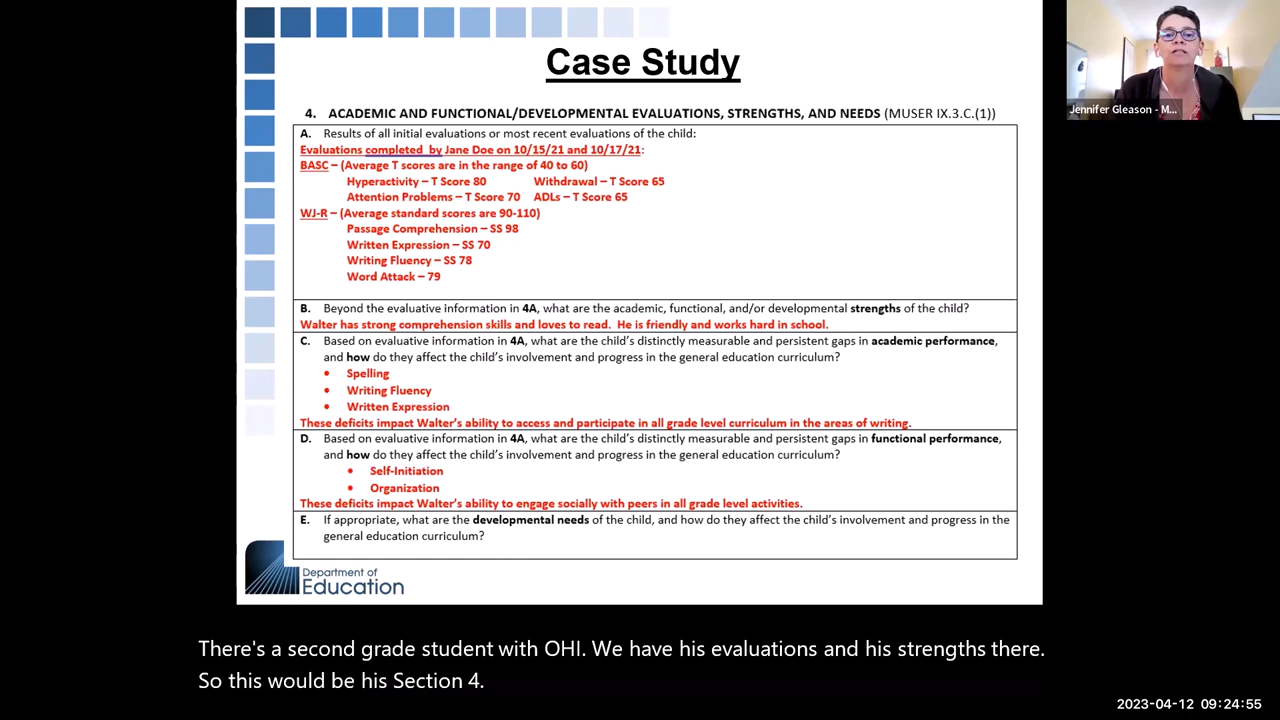 Case Study
Jennifer Gleason - M...
4. ACADEMIC AND FUNCTIONAL/DEVELOPMENTAL EVALUATIONS, STRENGTHS, AND NEEDS (MUSER IX.3.C.(1))
A. Results of all initial evaluations or most recent evaluations of the child:
Evaluations completed by Jane Doe on 10/15/21 and 10/17/21:
BASC – (Average T scores are in the range of 40 to 60)
Hyperactivity – T Score 80 Withdrawal – T Score 65
Attention Problems – T Score 70 ADLs – T Score 65
WJ-R – (Average standard scores are 90-110)
Passage Comprehension – SS 98
Written Expression – SS 70
Writing Fluency – SS 78
Word Attack – 79
B. Beyond the evaluative information in 4A, what are the academic, functional, and/or developmental strengths of the child?
Walter has strong comprehension skills and loves to read. He is friendly and works hard in school.
C. Based on evaluative information in 4A, what are the child's distinctly measurable and persistent gaps in academic performance,
and how do they affect the child's involvement and progress in the general education curriculum?
• Spelling
• Writing Fluency
• Written Expression
These deficits impact Walter's ability to access and participate in all grade level curriculum in the areas of writing.
D. Based on evaluative information in 4A, what are the child's distinctly measurable and persistent gaps in functional performance,
and how do they affect the child's involvement and progress in the general education curriculum?
• Self-Initiation
• Organization
These deficits impact Walter's ability to engage socially with peers in all grade level activities.
E. If appropriate, what are the developmental needs of the child, and how do they affect the child's involvement and progress in the
general education curriculum?
Department of
Education
There's a second grade student with OHI. We have his evaluations and his strengths there.
So this would be his Section 4.
2023-04-12 09:24:55